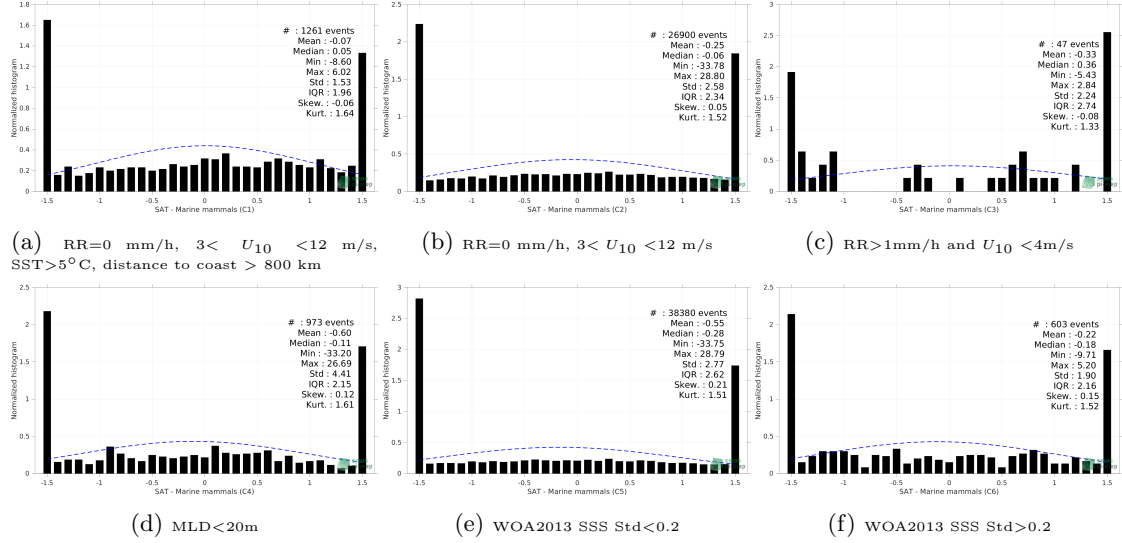 1.8
1.6
1.4
1.2
1
0.8
0.6
0.4
0.2
0
Normalized histogram
-1.5 -1 -0.5 0 0.5 1 1.5
SAT - Marine mammals (C1)
# : 1261 events
Mean : -0.07
Median : 0.05
Min : -8.60
Max : 6.02
Std : 1.53
IQR : 1.96
Skew. : -0.06
Kurt. : 1.64
(a) RR=0 mm/h, 3< U10 <12 m/s,
SST>5°C, distance to coast > 800 km
2.5
2
1.5
1
0.5
0
Normalized histogram
-1.5 -1 -0.5 0 0.5 1 1.5
SAT - Marine mammals (C2)
# : 26900 events
Mean : -0.25
Median : -0.06
Min : -33.78
Max : 28.80
Std : 2.58
IQR : 2.34
Skew. : 0.05
Kurt. : 1.52
(b) RR=0 mm/h, 3< U10 <12 m/s
3
2.5
2
1.5
1
0.5
0
Normalized histogram
-1.5 -1 -0.5 0 0.5 1 1.5
SAT - Marine mammals (C3)
# : 47 events
Mean : -0.33
Median : 0.36
Min : -5.43
Max : 2.84
Std : 2.24
IQR : 2.74
Skew. : -0.08
Kurt. : 1.33
(c) RR>1mm/h and U10 <4m/s
2.5
2
1.5
1
0.5
0
Normalized histogram
-1.5 -1 -0.5 0 0.5 1 1.5
SAT - Marine mammals (C4)
# : 973 events
Mean : -0.60
Median : -0.11
Min : -33.20
Max : 26.69
Std : 4.41
IQR : 2.15
Skew. : 0.12
Kurt. : 1.61
(d) MLD<20m
3
2.5
2
1.5
1
0.5
0
Normalized histogram
-1.5 -1 -0.5 0 0.5 1 1.5
SAT - Marine mammals (C5)
# : 38380 events
Mean : -0.55
Median : -0.28
Min : -33.75
Max : 28.79
Std : 2.77
IQR : 2.62
Skew. : 0.21
Kurt. : 1.51
(e) WOA2013 SSS Std<0.2
2.5
2
1.5
1
0.5
0
Normalized histogram
-1.5 -1 -0.5 0 0.5 1 1.5
SAT - Marine mammals (C6)
# : 603 events
Mean : -0.22
Median : -0.18
Min : -9.71
Max : 5.20
Std : 1.90
IQR : 2.16
Skew. : 0.15
Kurt. : 1.52
(f) WOA2013 SSS Std>0.2